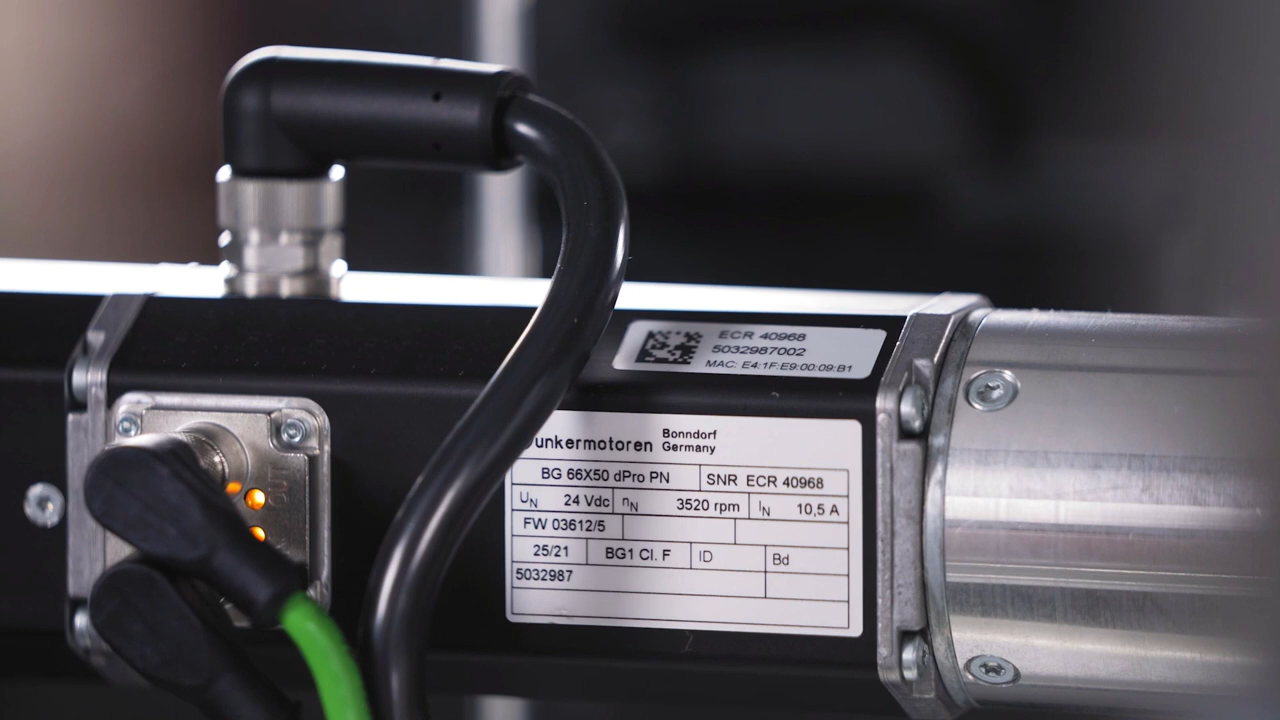 ECR 40968
5032987002
MAC: E4:1F:E9:00:09:B1
unkermotoren Bonndorf Germany
BG 66X50 dPro PN SNR ECR 40968
UN 24 Vdc nN 3520 rpm IN 10,5 A
FW 03612/5
25/21 BG1 Cl. F ID Bd
5032987
OUT